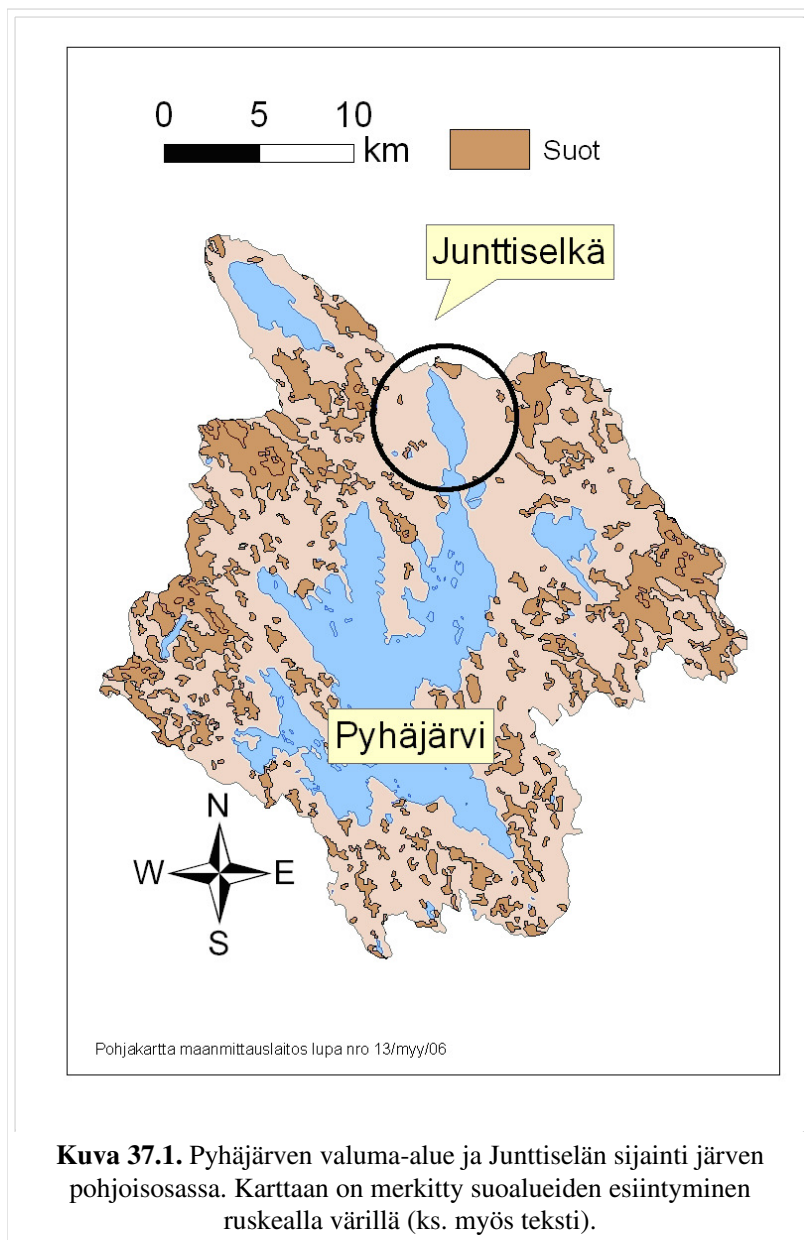 0 5 10
km
Suot
Junttiselkä
Pyhäjärvi
N
W E
S
Pohjakartta maanmittauslaitos lupa nro 13/myy/06
Kuva 37.1. Pyhäjärven valuma-alue ja Junttiselän sijainti järven
pohjoisosassa. Karttaan on merkitty suoalueiden esiintyminen
ruskealla värillä (ks. myös teksti).